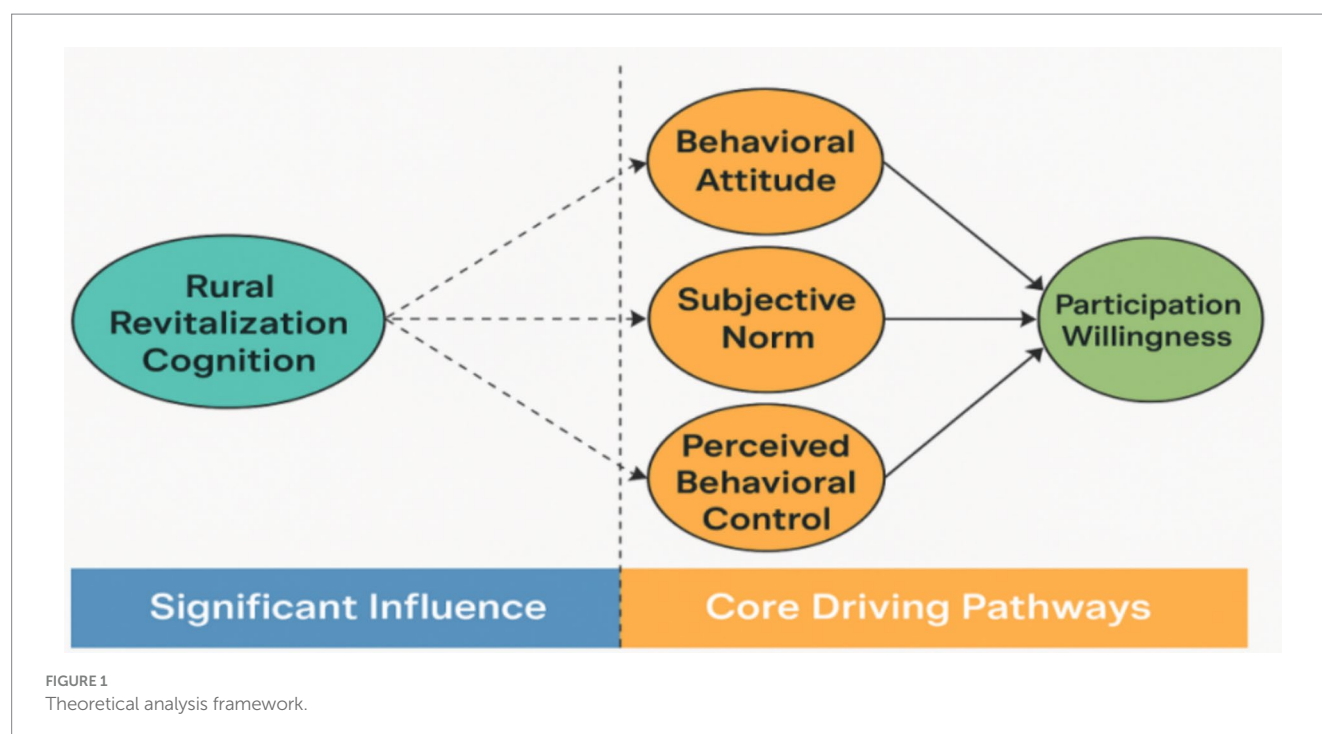 Rural
Revitalization
Cognition
Behavioral
Attitude
Subjective
Norm
Perceived
Behavioral
Control
Participation
Willingness
Significant Influence
Core Driving Pathways
FIGURE 1
Theoretical analysis framework.